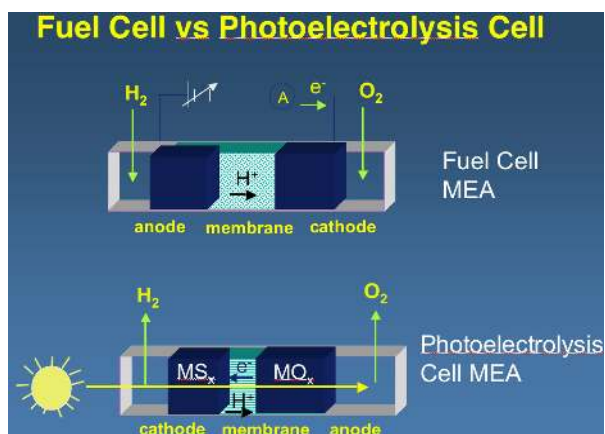 Fuel Cell vs Photoelectrolysis Cell
H₂
A
e⁻
O₂
H⁺
Fuel Cell
MEA
anode membrane cathode
H₂
O₂
MSₓ
e⁻
MOₓ
H⁺
Photoelectrolysis
Cell MEA
cathode membrane anode